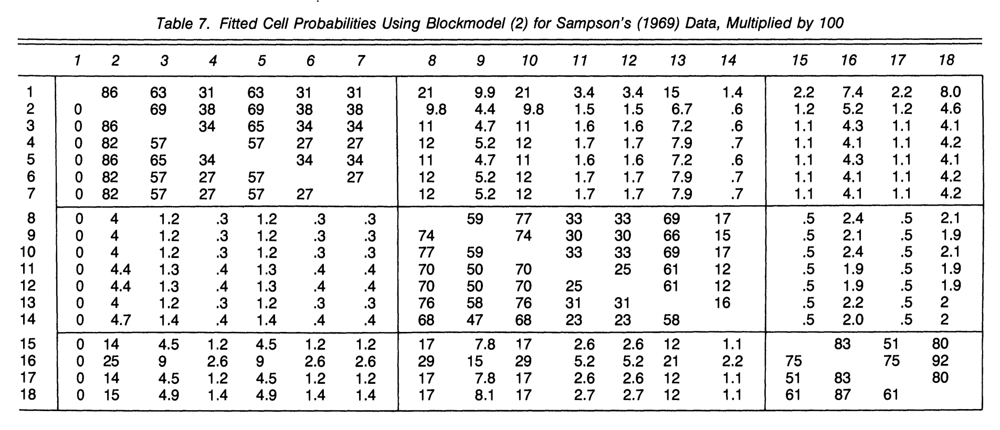 Table 7. Fitted Cell Probabilities Using Blockmodel (2) for Sampson's (1969) Data, Multiplied by 100
1 2 3 4 5 6 7 8 9 10 11 12 13 14 15 16 17 18
1 86 63 31 63 31 31 21 9.9 21 3.4 3.4 15 1.4 2.2 7.4 2.2 8.0
2 0 69 38 69 38 38 9.8 4.4 9.8 1.5 1.5 6.7 .6 1.2 5.2 1.2 4.6
3 0 86 34 65 34 34 11 4.7 11 1.6 1.6 7.2 .6 1.1 4.3 1.1 4.1
4 0 82 57 57 27 27 12 5.2 12 1.7 1.7 7.9 .7 1.1 4.1 1.1 4.2
5 0 86 65 34 34 34 11 4.7 11 1.6 1.6 7.2 .6 1.1 4.3 1.1 4.1
6 0 82 57 27 57 27 12 5.2 12 1.7 1.7 7.9 .7 1.1 4.1 1.1 4.2
7 0 82 57 27 57 27 12 5.2 12 1.7 1.7 7.9 .7 1.1 4.1 1.1 4.2
8 0 4 1.2 .3 1.2 .3 .3 59 77 33 33 69 17 .5 2.4 .5 2.1
9 0 4 1.2 .3 1.2 .3 .3 74 74 30 30 66 15 .5 2.1 .5 1.9
10 0 4 1.2 .3 1.2 .3 .3 77 59 33 33 69 17 .5 2.4 .5 2.1
11 0 4.4 1.3 .4 1.3 .4 .4 70 50 70 25 61 12 .5 1.9 .5 1.9
12 0 4.4 1.3 .4 1.3 .4 .4 70 50 70 25 61 12 .5 1.9 .5 1.9
13 0 4 1.2 .3 1.2 .3 .3 76 58 76 31 31 16 .5 2.2 .5 2
14 0 4.7 1.4 .4 1.4 .4 .4 68 47 68 23 23 58 .5 2.0 .5 2
15 0 14 4.5 1.2 4.5 1.2 1.2 17 7.8 17 2.6 2.6 12 1.1 83 51 80
16 0 25 9 2.6 9 2.6 2.6 29 15 29 5.2 5.2 21 2.2 75 75 92
17 0 14 4.5 1.2 4.5 1.2 1.2 17 7.8 17 2.6 2.6 12 1.1 51 83 80
18 0 15 4.9 1.4 4.9 1.4 1.4 17 8.1 17 2.7 2.7 12 1.1 61 87 61